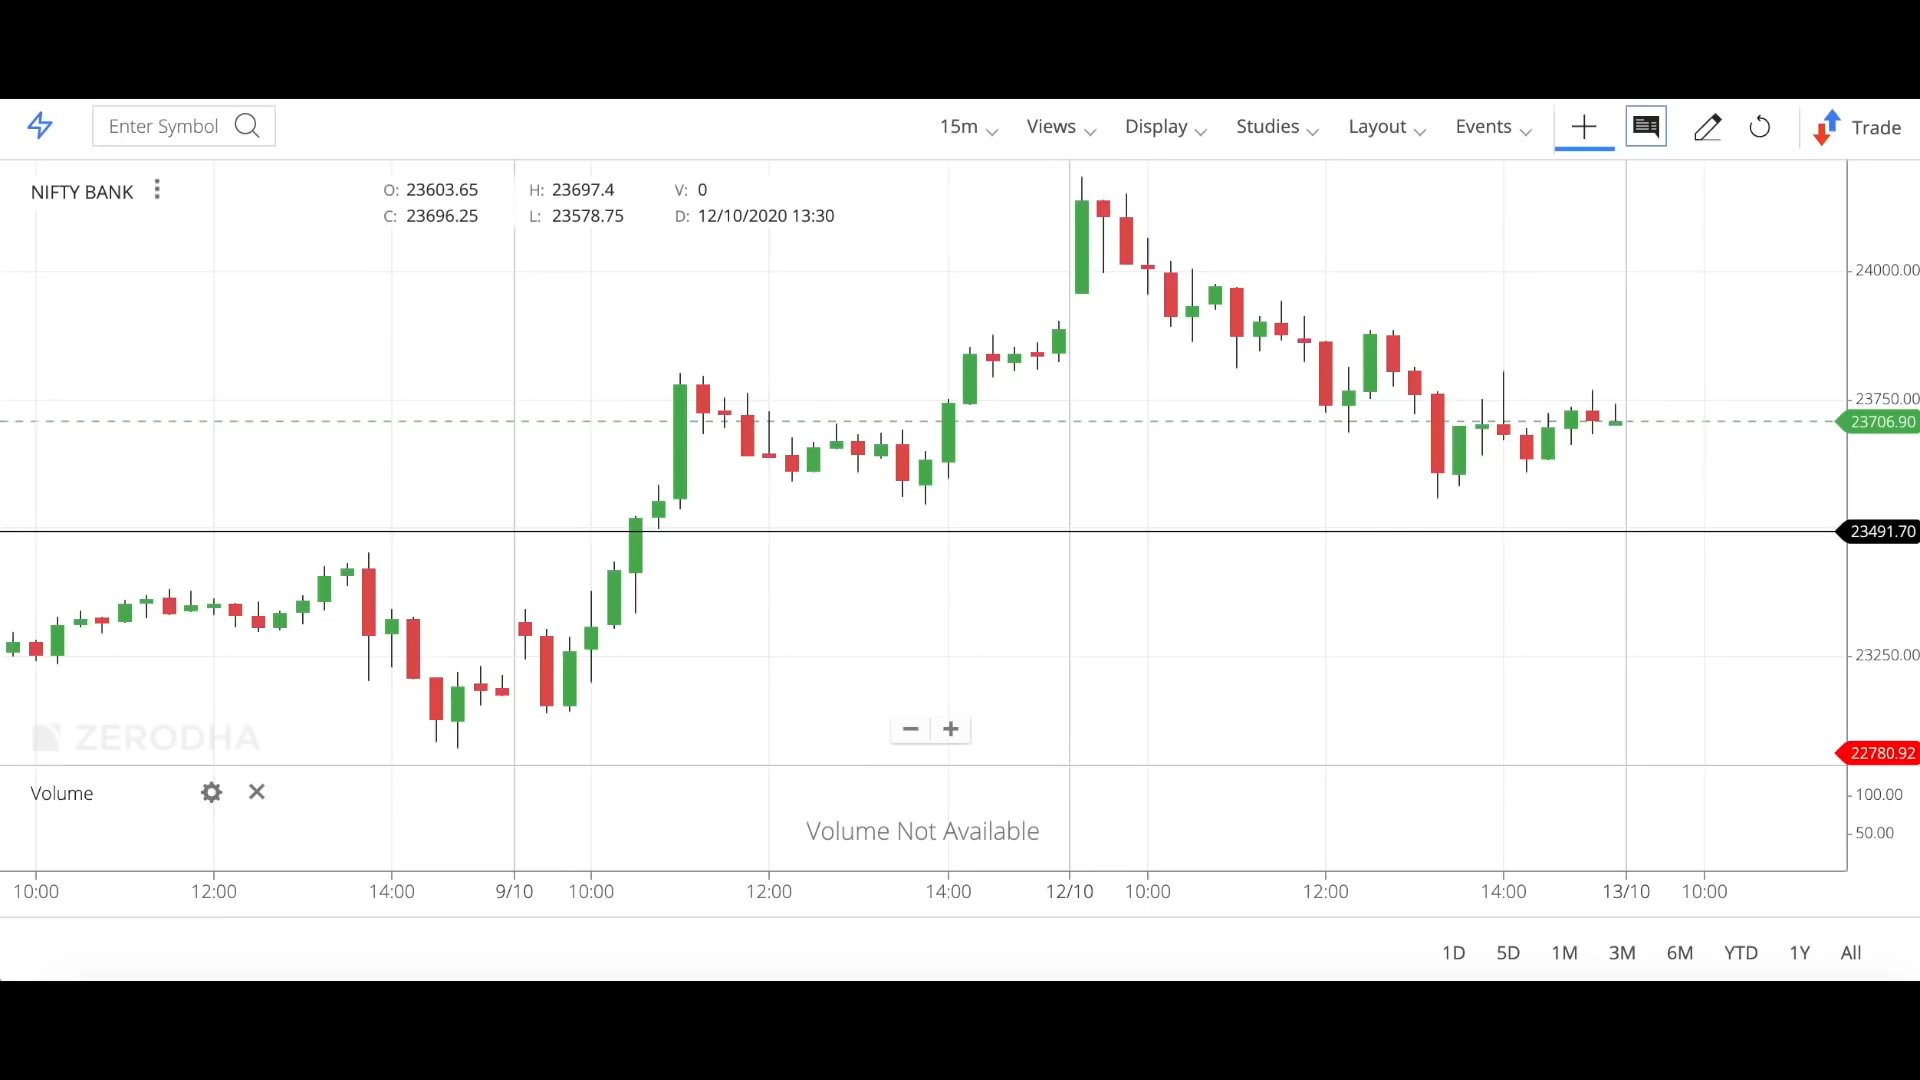 Enter Symbol
15m Views Display Studies Layout Events Trade
NIFTY BANK
O: 23603.65 H: 23697.4 V: 0
C: 23696.25 L: 23578.75 D: 12/10/2020 13:30
24000.00
23750.00
23706.90
23491.70
23250.00
22780.92
ZERODHA
Volume
Volume Not Available
100.00
50.00
10:00 12:00 14:00 9/10 10:00 12:00 14:00 12/10 10:00 12:00 14:00 13/10 10:00
1D 5D 1M 3M 6M YTD 1Y All